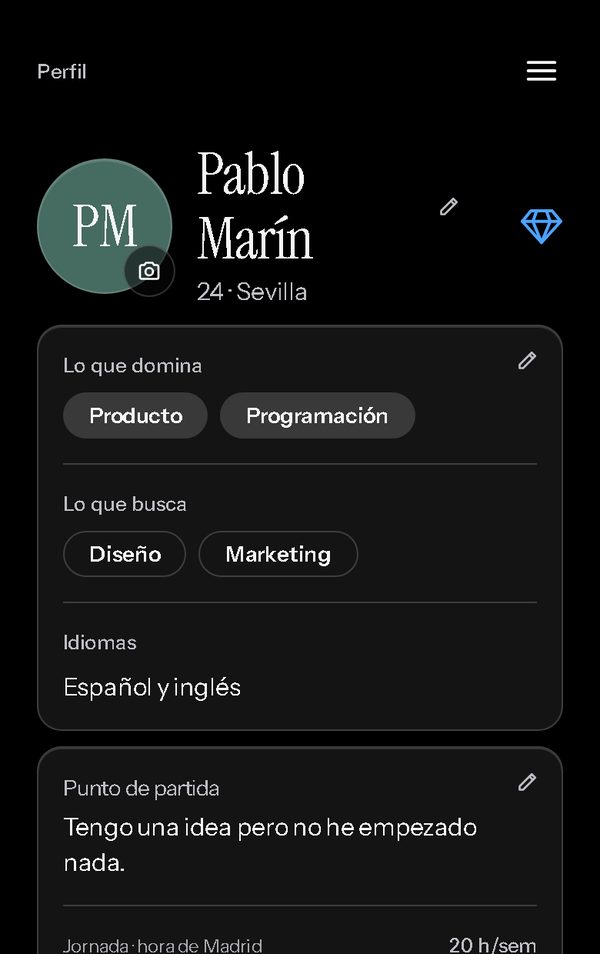 Perfil
PM
Pablo
Marín
24 · Sevilla
Lo que domina
Producto
Programación
Lo que busca
Diseño
Marketing
Idiomas
Español y inglés
Punto de partida
Tengo una idea pero no he empezado
nada.
Jornada · hora de Madrid
20 h/sem